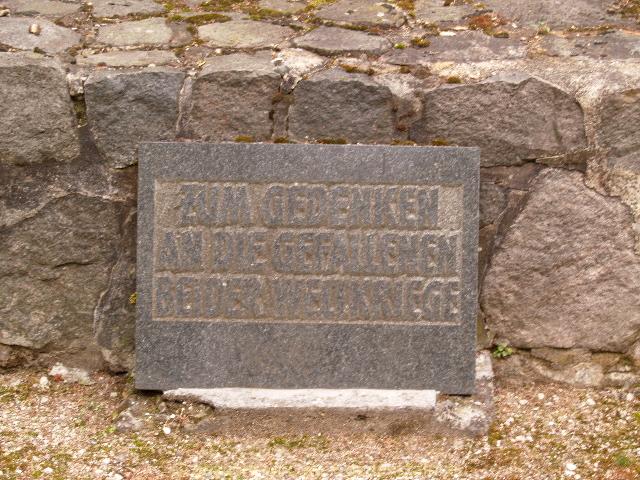 ZUM GEDENKEN
AN DIE GEFALLENEN
BEIDER WELTKRIEGE